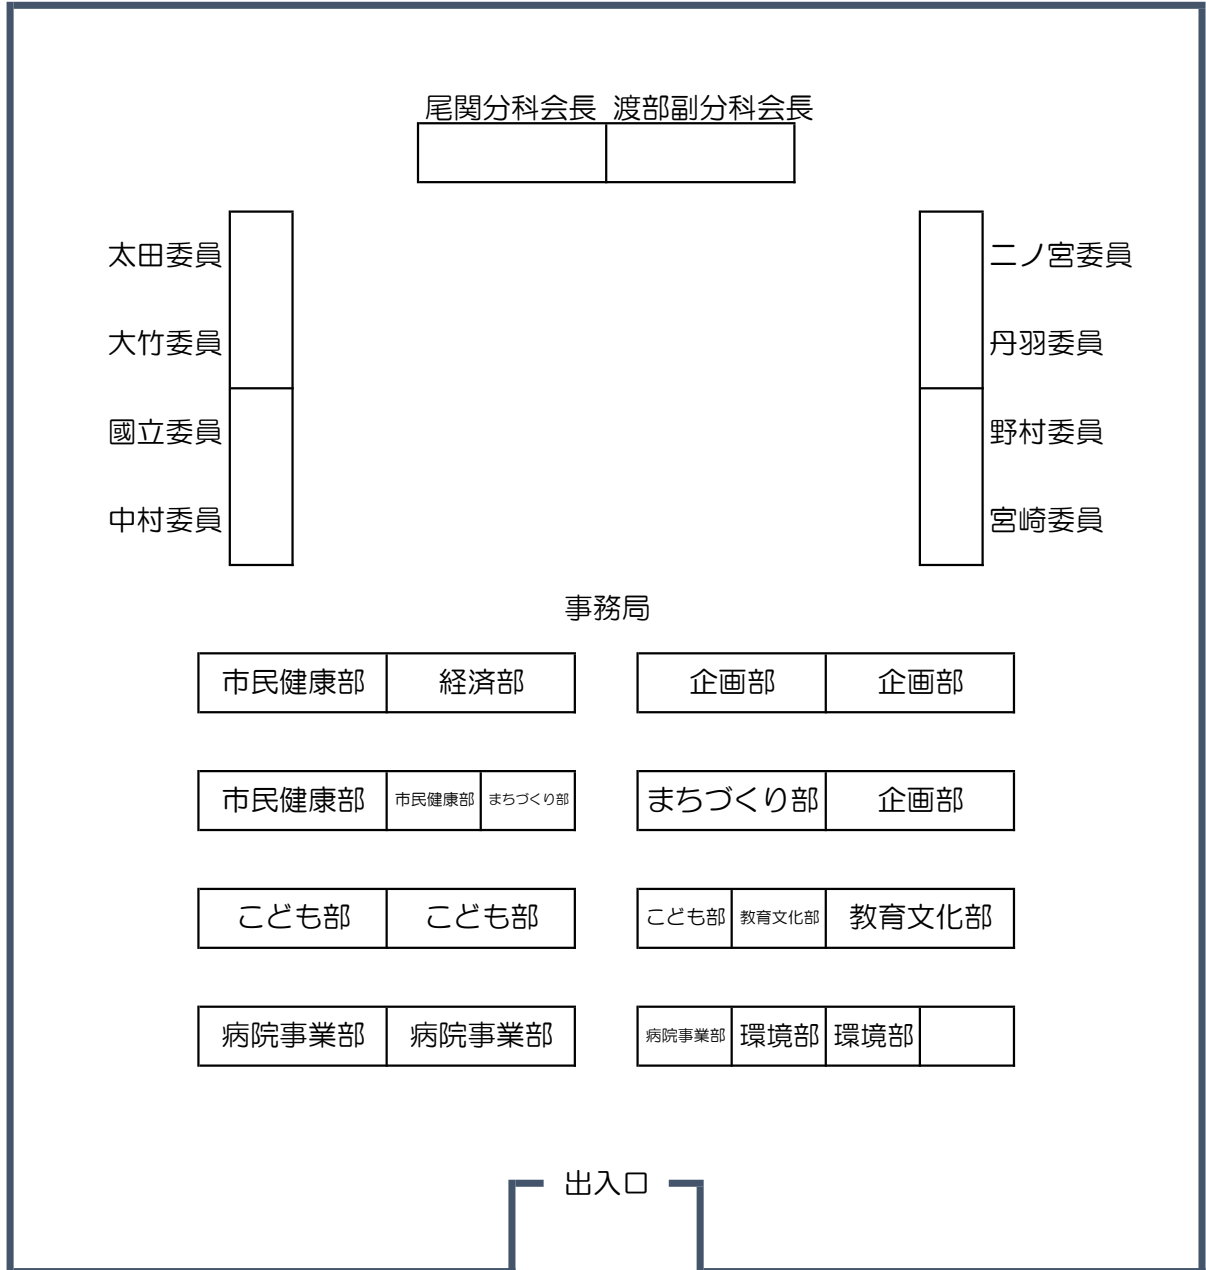 尾関分科会長 渡部副分科会長
太田委員 二ノ宮委員
大竹委員 丹羽委員
國立委員 野村委員
中村委員 宮崎委員
事務局
市民健康部 経済部 企画部 企画部
市民健康部 市民健康部 まちづくり部 まちづくり部 企画部
こども部 こども部 こども部 教育文化部 教育文化部
病院事業部 病院事業部 病院事業部 環境部 環境部
出入口